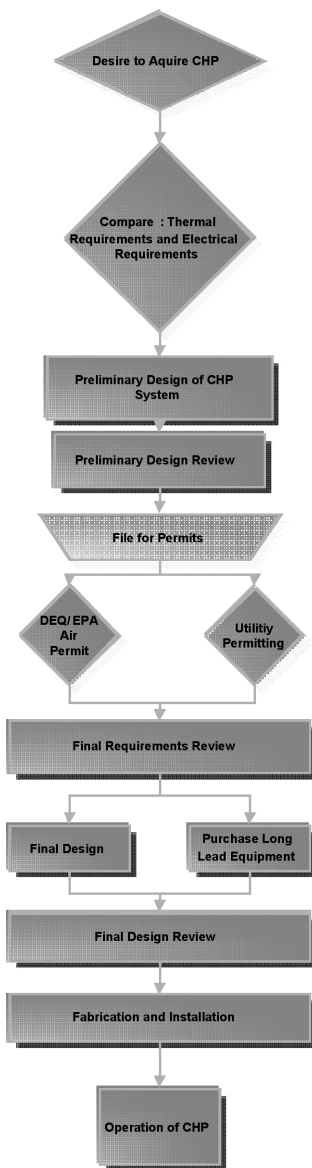 Desire to Aquire CHP
Compare : Thermal
Requirements and Electrical
Requirements
Preliminary Design of CHP
System
Preliminary Design Review
File for Permits
DEQ/ EPA
Air
Permit
Utilitiy
Permitting
Final Requirements Review
Final Design
Purchase Long
Lead Equipment
Final Design Review
Fabrication and Installation
Operation of CHP